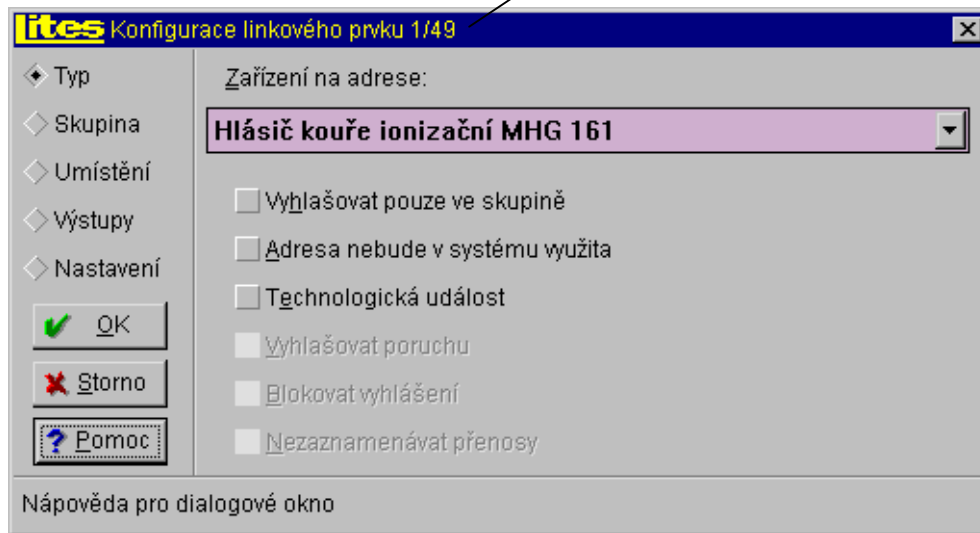 lites Konfigurace linkového prvku 1/49
Typ
Skupina
Umístění
Výstupy
Nastavení
OK
Storno
? Pomoc
Zařízení na adrese:
Hlásič kouře ionizační MHG 161
Vyhlašovat pouze ve skupině
Adresa nebude v systému využita
Technologická událost
Vyhlašovat poruchu
Blokovat vyhlášení
Nezaznamenávat přenosy
Nápověda pro dialogové okno